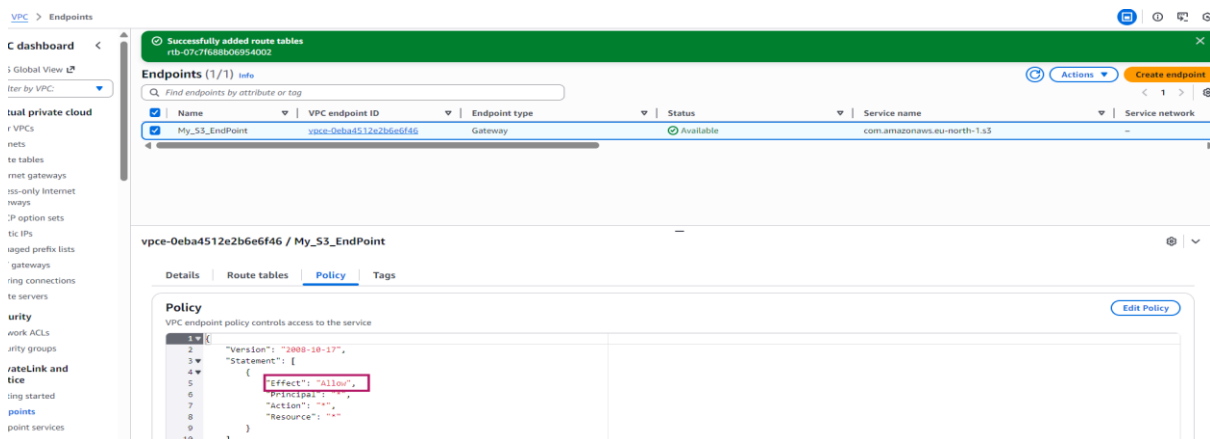 VPC > Endpoints
C dashboard
Global View
lter by VPC:
tual private cloud
r VPCs
nets
te tables
rnet gateways
ess-only Internet
eways
CP option sets
tic IPs
naged prefix lists
gateways
ring connections
te servers
urity
work ACLs
urity groups
vateLink and
ttice
ting started
points
point services
Successfully added route tables
rtb-07c7f688b06954002
Endpoints (1/1) Info
Actions
Create endpoint
Find endpoints by attribute or tag
1
Name VPC endpoint ID Endpoint type Status Service name Service network
My_S3_EndPoint vpce-0eba4512e2b6e6f46 Gateway Available com.amazonaws.eu-north-1.s3 –
vpce-0eba4512e2b6e6f46 / My_S3_EndPoint
Details Route tables Policy Tags
Policy
Edit Policy
VPC endpoint policy controls access to the service
1 {
2 "Version": "2008-10-17",
3 "Statement": [
4 {
5 "Effect": "Allow",
6 "Principal": "*",
7 "Action": "*",
8 "Resource": "*"
9 }
10 ]